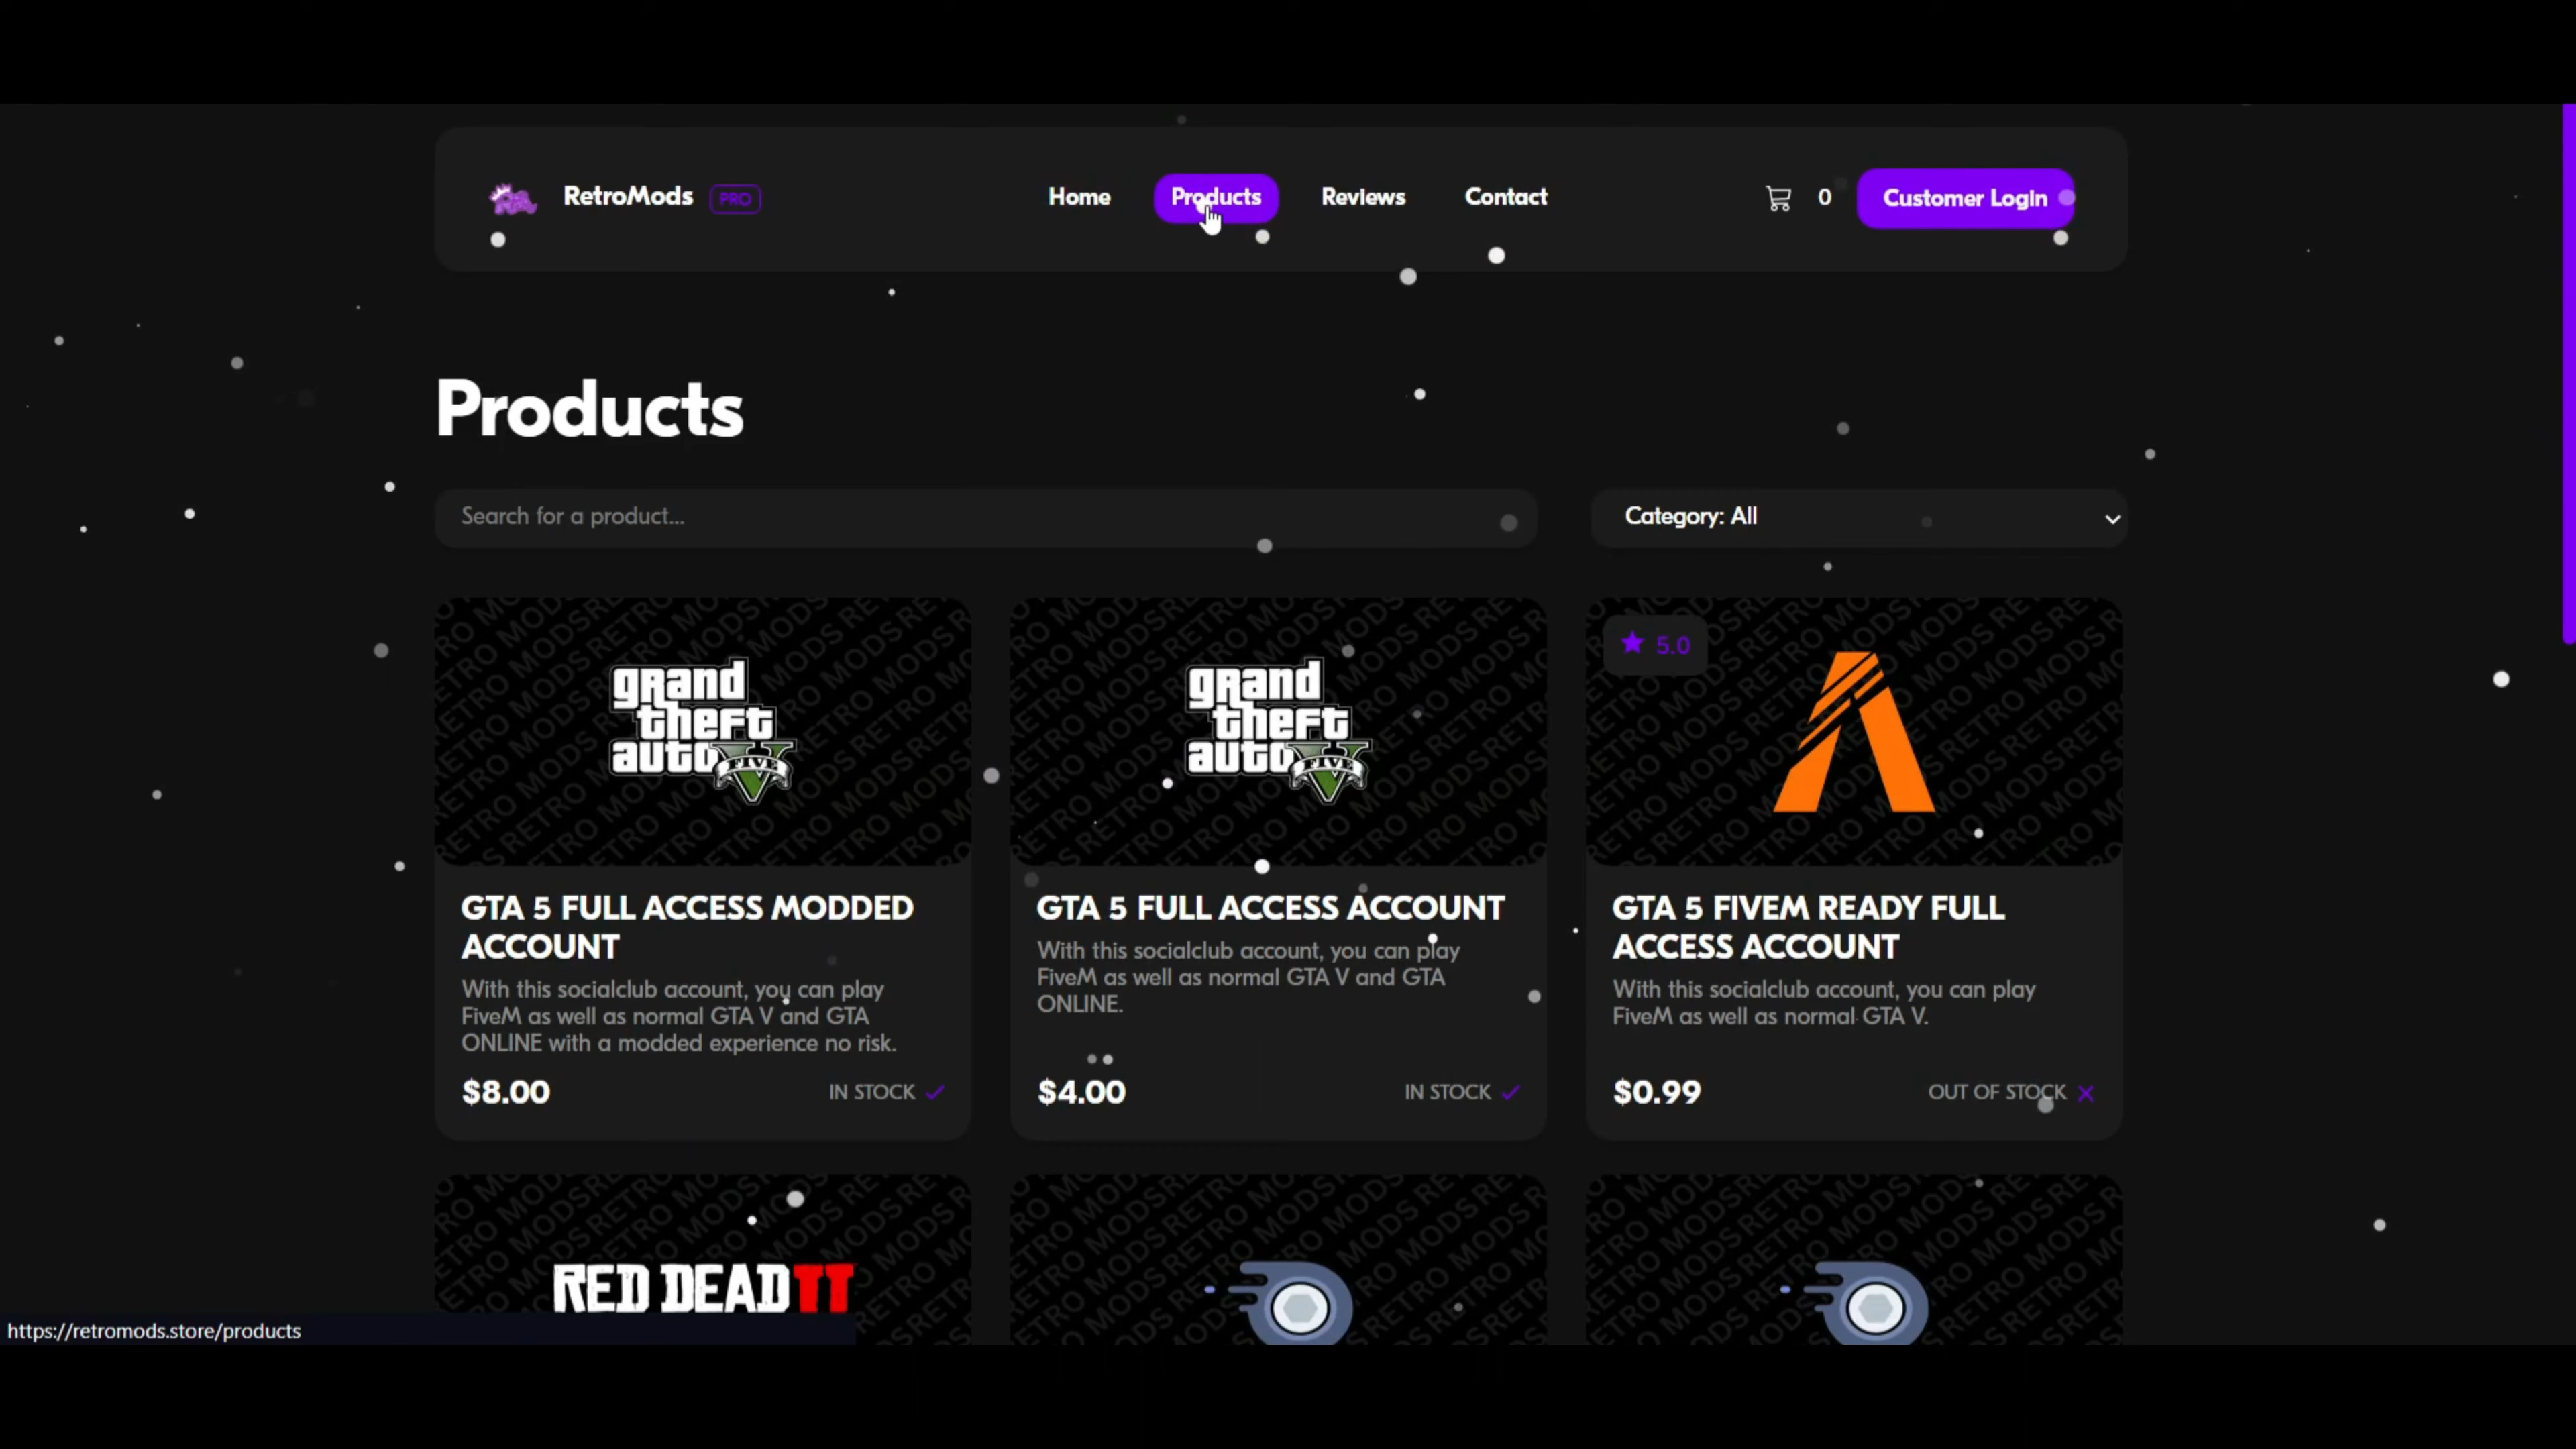 RetroMods PRO Home Products Reviews Contact 0 Customer Login
Products
Search for a product... Category: All
grand
theft
auto
FIVE
grand
theft
auto
FIVE
5.0
GTA 5 FULL ACCESS MODDED
ACCOUNT
With this socialclub account, you can play
FiveM as well as normal GTA V and GTA
ONLINE with a modded experience no risk.
$8.00 IN STOCK
GTA 5 FULL ACCESS ACCOUNT
With this socialclub account, you can play
FiveM as well as normal GTA V and GTA
ONLINE.
$4.00 IN STOCK
GTA 5 FIVEM READY FULL
ACCESS ACCOUNT
With this socialclub account, you can play
FiveM as well as normal GTA V.
$0.99 OUT OF STOCK
RED DEAD II
https://retromods.store/products